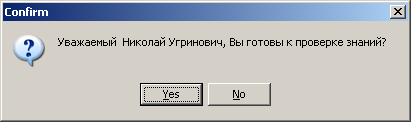 Confirm
Уважаемый Николай Угринович, Вы готовы к проверке знаний?
Yes No